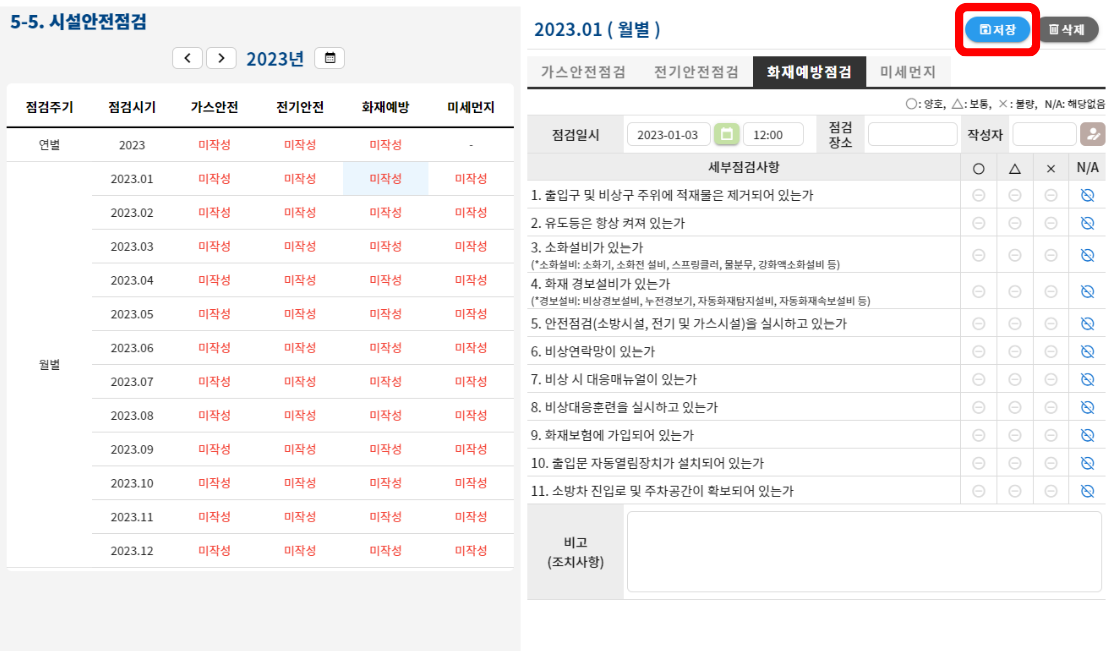 5-5. 시설안전점검
2023년
점검주기 점검시기 가스안전 전기안전 화재예방 미세먼지
연별 2023 미작성 미작성 미작성 -
2023.01 미작성 미작성 미작성 미작성
2023.02 미작성 미작성 미작성 미작성
2023.03 미작성 미작성 미작성 미작성
2023.04 미작성 미작성 미작성 미작성
2023.05 미작성 미작성 미작성 미작성
2023.06 미작성 미작성 미작성 미작성
월별
2023.07 미작성 미작성 미작성 미작성
2023.08 미작성 미작성 미작성 미작성
2023.09 미작성 미작성 미작성 미작성
2023.10 미작성 미작성 미작성 미작성
2023.11 미작성 미작성 미작성 미작성
2023.12 미작성 미작성 미작성 미작성
2023.01 ( 월별 )
저장 삭제
가스안전점검 전기안전점검 화재예방점검 미세먼지
○: 양호, △: 보통, ×: 불량, N/A: 해당없음
점검일시 2023-01-03 12:00 점검 장소 작성자
세부점검사항 ○ △ × N/A
1. 출입구 및 비상구 주위에 적재물은 제거되어 있는가
2. 유도등은 항상 켜져 있는가
3. 소화설비가 있는가
(*소화설비: 소화기, 소화전 설비, 스프링클러, 물분무, 강화액소화설비 등)
4. 화재 경보설비가 있는가
(*경보설비: 비상경보설비, 누전경보기, 자동화재탐지설비, 자동화재속보설비 등)
5. 안전점검(소방시설, 전기 및 가스시설)을 실시하고 있는가
6. 비상연락망이 있는가
7. 비상 시 대응매뉴얼이 있는가
8. 비상대응훈련을 실시하고 있는가
9. 화재보험에 가입되어 있는가
10. 출입문 자동열림장치가 설치되어 있는가
11. 소방차 진입로 및 주차공간이 확보되어 있는가
비고
(조치사항)